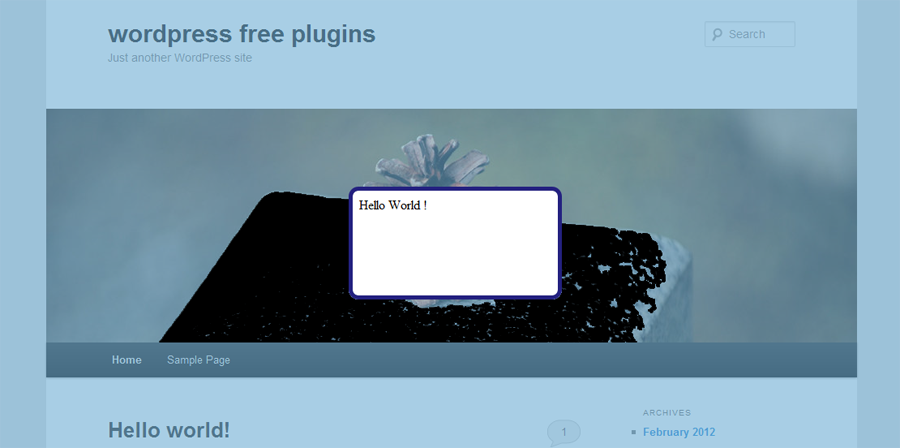 wordpress free plugins
Just another WordPress site
Search
Hello World !
Home
Sample Page
Hello world!
1
ARCHIVES
February 2012